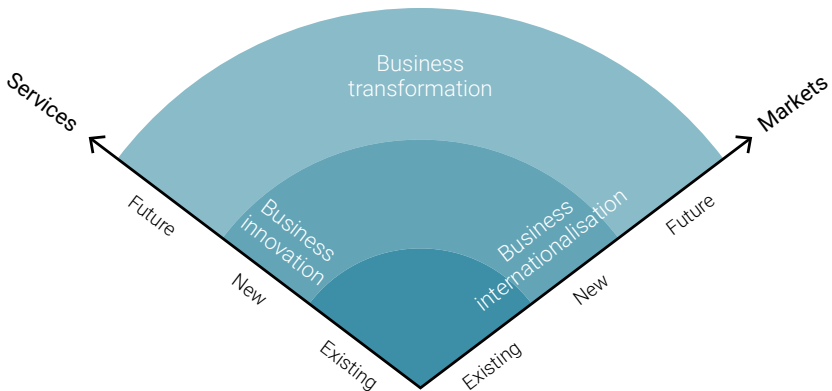 Business
transformation
Services
Markets
Business
innovation
Business
internationalisation
Future
New
Existing
Existing
New
Future